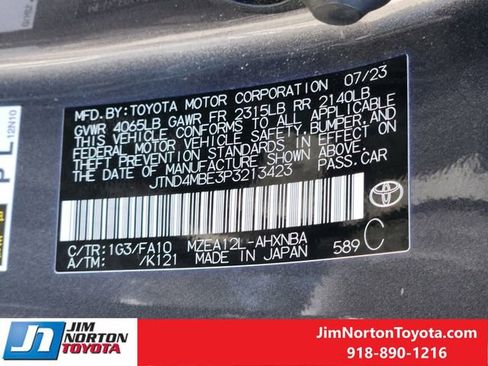 MFD. BY: TOYOTA MOTOR CORPORATION 07/23
GVWR 4065LB GAWR FR 2315LB RR 2140LB
THIS VEHICLE CONFORMS TO ALL APPLICABLE
FEDERAL MOTOR VEHICLE SAFETY, BUMPER, AND
THEFT PREVENTION STANDARDS IN EFFECT ON
THE DATE OF MANUFACTURE SHOWN ABOVE.
JTND4MBE3P3213423 PASS. CAR
C/TR: 1G3/FA10 MZEA12L-AHXNBA
A/TM: /K121 MADE IN JAPAN 589 C
P L
12N10
JIM
NORTON
TOYOTA
JimNortonToyota.com
918-890-1216